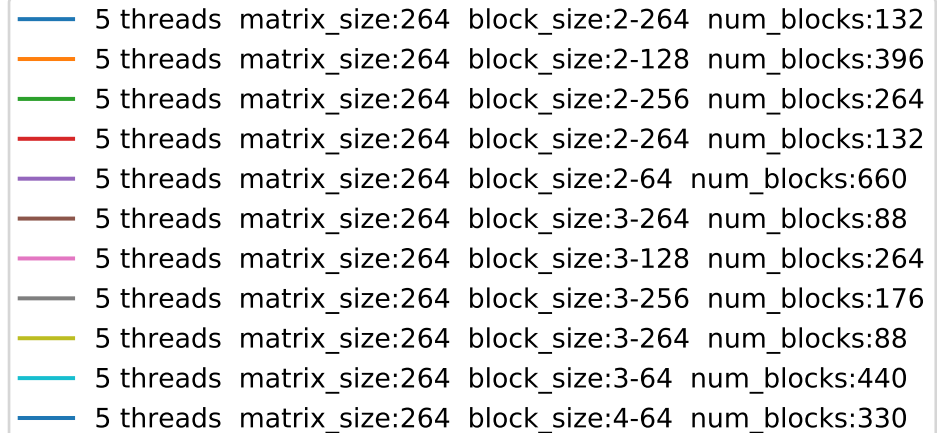 5 threads matrix_size:264 block_size:2-264 num_blocks:132
5 threads matrix_size:264 block_size:2-128 num_blocks:396
5 threads matrix_size:264 block_size:2-256 num_blocks:264
5 threads matrix_size:264 block_size:2-264 num_blocks:132
5 threads matrix_size:264 block_size:2-64 num_blocks:660
5 threads matrix_size:264 block_size:3-264 num_blocks:88
5 threads matrix_size:264 block_size:3-128 num_blocks:264
5 threads matrix_size:264 block_size:3-256 num_blocks:176
5 threads matrix_size:264 block_size:3-264 num_blocks:88
5 threads matrix_size:264 block_size:3-64 num_blocks:440
5 threads matrix_size:264 block_size:4-64 num_blocks:330